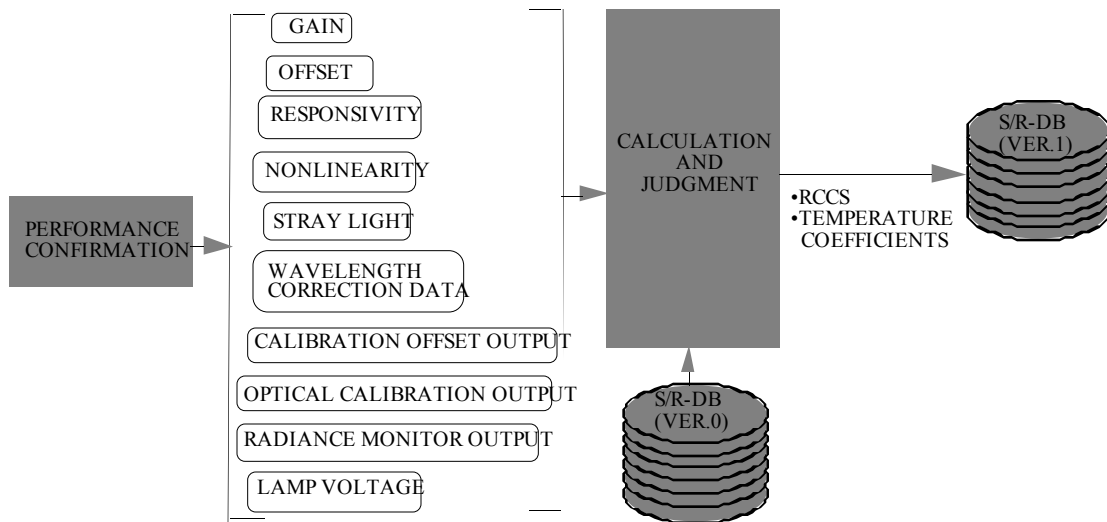 PERFORMANCE
CONFIRMATION
GAIN
OFFSET
RESPONSIVITY
NONLINEARITY
STRAY LIGHT
WAVELENGTH
CORRECTION DATA
CALIBRATION OFFSET OUTPUT
OPTICAL CALIBRATION OUTPUT
RADIANCE MONITOR OUTPUT
LAMP VOLTAGE
CALCULATION
AND
JUDGMENT
S/R-DB
(VER.0)
•RCCS
•TEMPERATURE
COEFFICIENTS
S/R-DB
(VER.1)